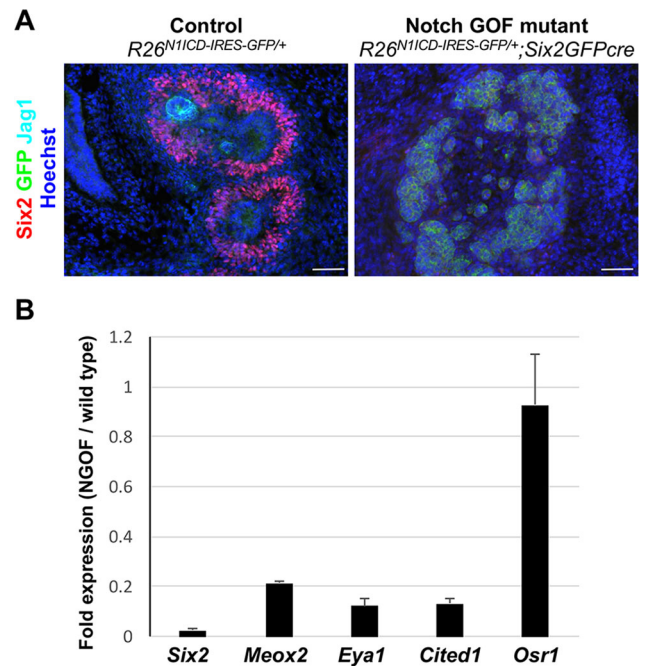 A
Control
R26N1ICD-IRES-GFP/+
Notch GOF mutant
R26N1ICD-IRES-GFP/+;Six2GFPcre
Six2 GFP Jag1
Hoechst
B
Fold expression (NGOF / wild type)
1.2
1
0.8
0.6
0.4
0.2
0
Six2 Meox2 Eya1 Cited1 Osr1